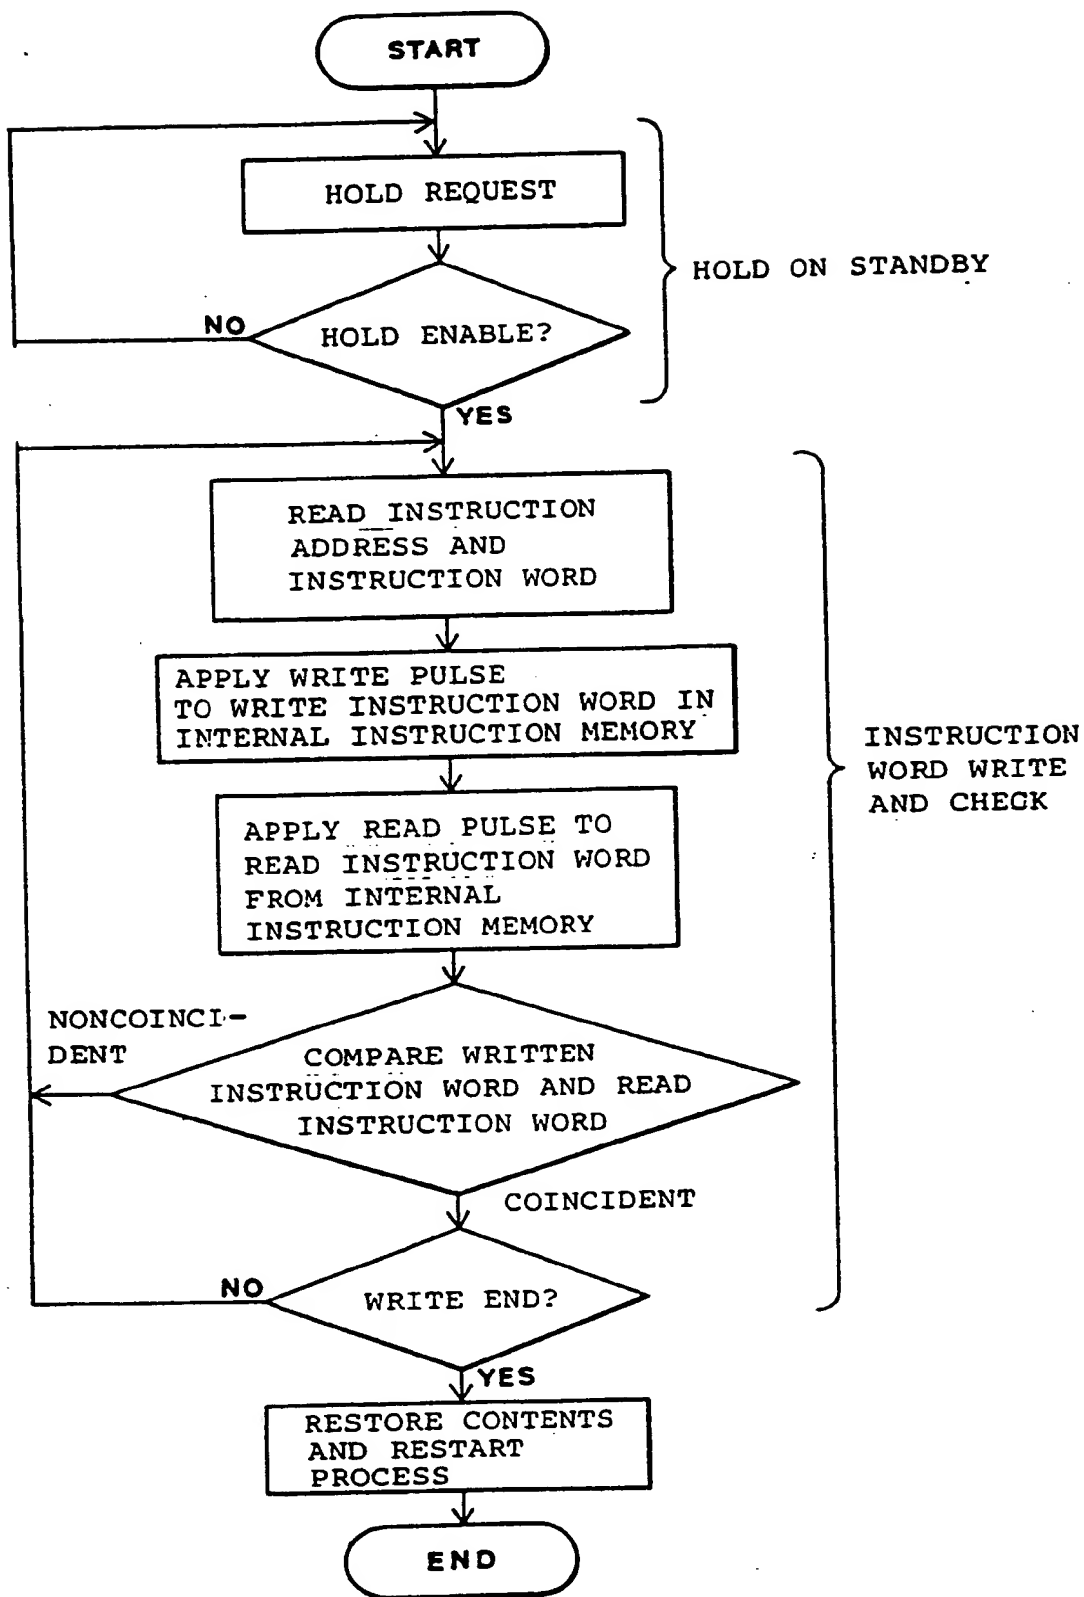 START
HOLD REQUEST
HOLD ON STANDBY
NO
HOLD ENABLE?
YES
READ INSTRUCTION
ADDRESS AND
INSTRUCTION WORD
APPLY WRITE PULSE
TO WRITE INSTRUCTION WORD IN
INTERNAL INSTRUCTION MEMORY
INSTRUCTION
WORD WRITE
AND CHECK
APPLY READ PULSE TO
READ INSTRUCTION WORD
FROM INTERNAL
INSTRUCTION MEMORY
NONCOINCI-
DENT
COMPARE WRITTEN
INSTRUCTION WORD AND READ
INSTRUCTION WORD
COINCIDENT
NO
WRITE END?
YES
RESTORE CONTENTS
AND RESTART
PROCESS
END